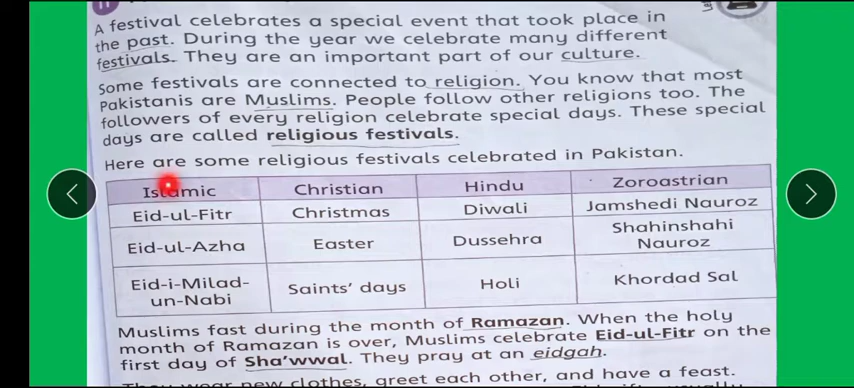 A festival celebrates a special event that took place in
the past. During the year we celebrate many different
festivals. They are an important part of our culture.
Some festivals are connected to religion. You know that most
Pakistanis are Muslims. People follow other religions too. The
followers of every religion celebrate special days. These special
days are called religious festivals.
Here are some religious festivals celebrated in Pakistan.
Islamic Christian Hindu Zoroastrian
Eid-ul-Fitr Christmas Diwali Jamshedi Nauroz
Eid-ul-Azha Easter Dussehra Shahinshahi
Nauroz
Eid-i-Milad-
un-Nabi Saints' days Holi Khordad Sal
Muslims fast during the month of Ramazan. When the holy
month of Ramazan is over, Muslims celebrate Eid-ul-Fitr on the
first day of Sha'wwal. They pray at an eidgah.
They wear new clothes, greet each other, and have a feast.